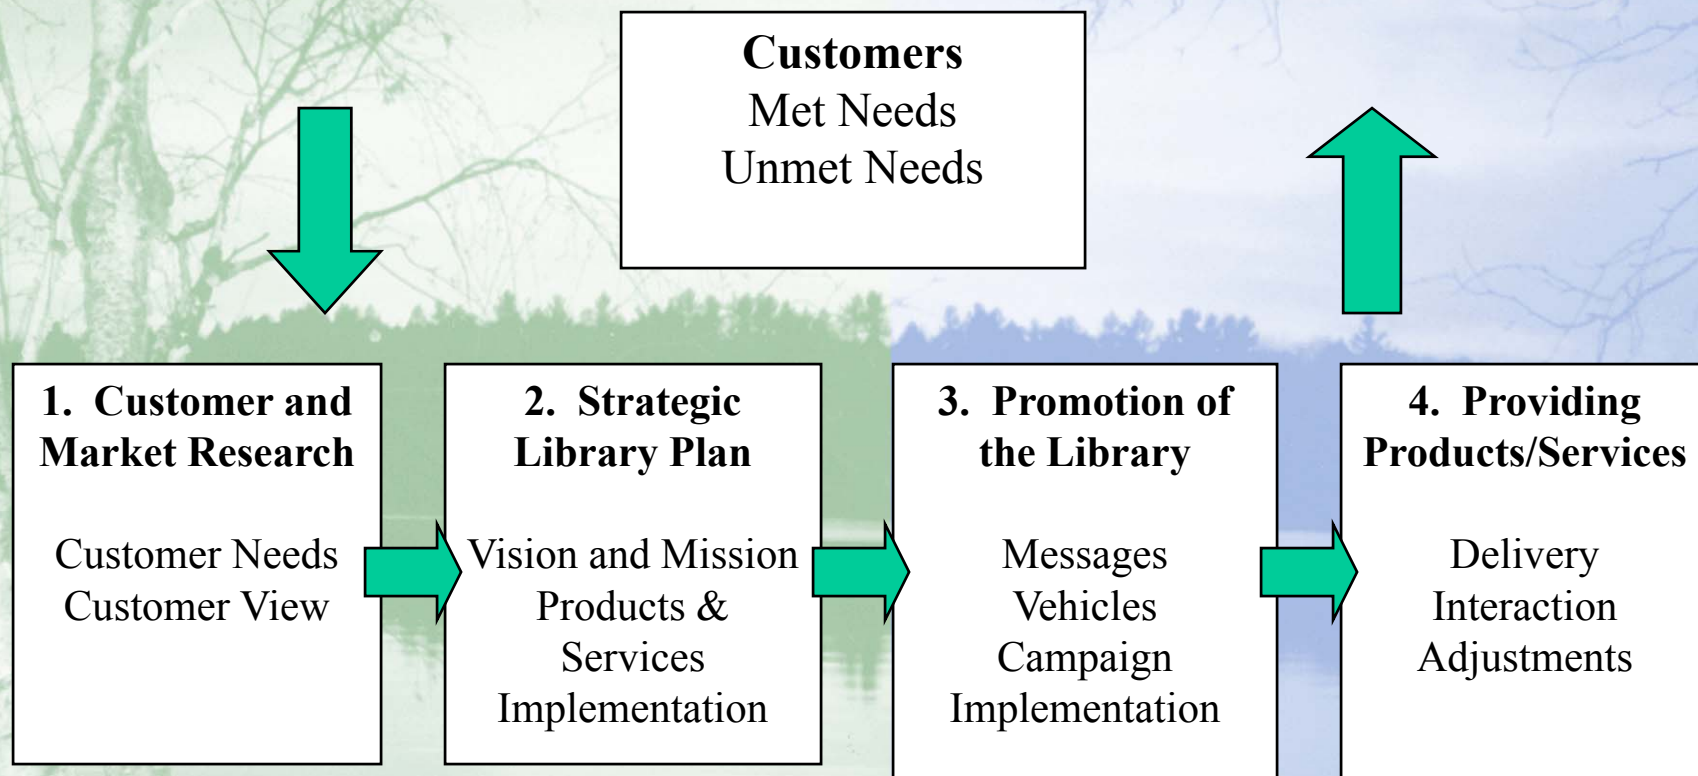 Customers
Met Needs
Unmet Needs
1. Customer and
Market Research
Customer Needs
Customer View
2. Strategic
Library Plan
Vision and Mission
Products &
Services
Implementation
3. Promotion of
the Library
Messages
Vehicles
Campaign
Implementation
4. Providing
Products/Services
Delivery
Interaction
Adjustments